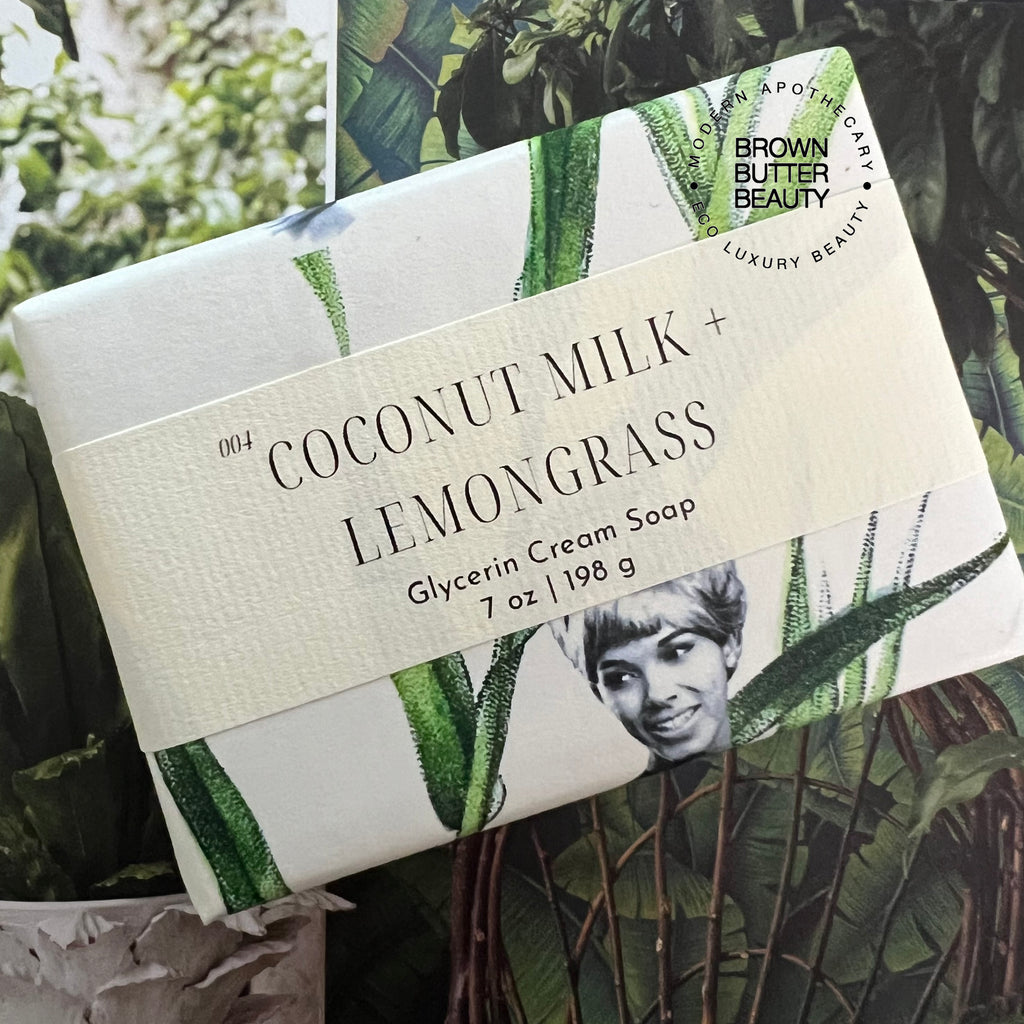 MODERN APOTHECARY
BROWN
BUTTER
BEAUTY
ECO LUXURY BEAUTY
004 COCONUT MILK +
LEMONGRASS
Glycerin Cream Soap
7 oz | 198 g